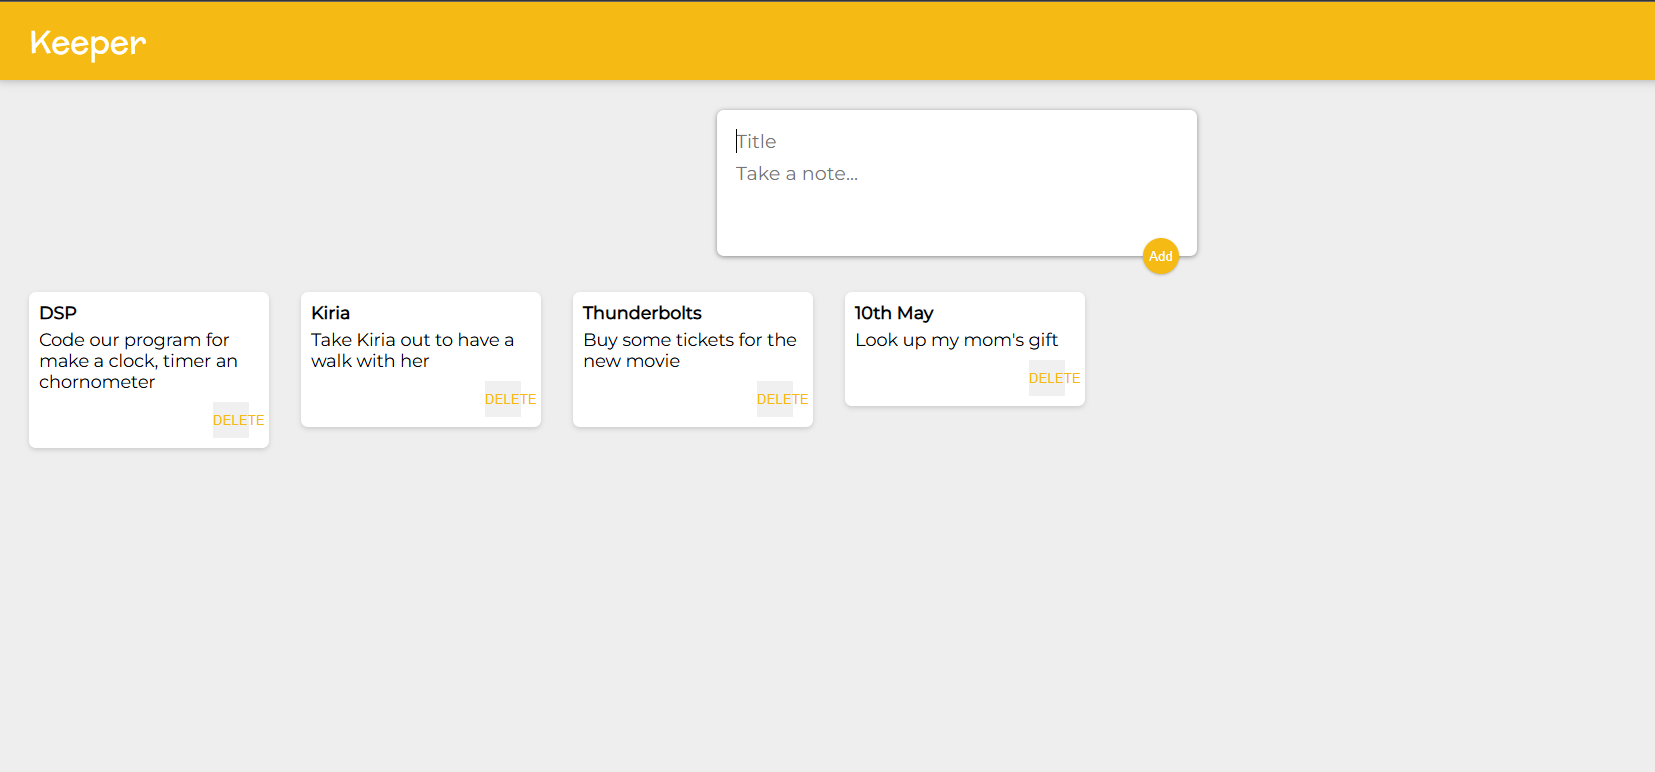 Keeper
Title
Take a note...
Add
DSP
Code our program for
make a clock, timer an
chornometer
DELETE
Kiria
Take Kiria out to have a
walk with her
DELETE
Thunderbolts
Buy some tickets for the
new movie
DELETE
10th May
Look up my mom's gift
DELETE